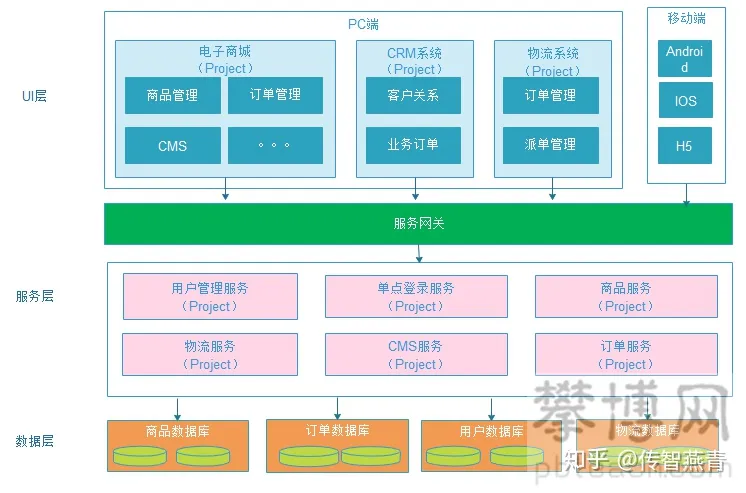 PC端
移动端
电子商城
（Project）
商品管理
订单管理
CMS
。。。
CRM系统
（Project）
客户关系
业务订单
物流系统
（Project）
订单管理
派单管理
Androi
d
IOS
H5
UI层
服务网关
服务层
用户管理服务
（Project）
单点登录服务
（Project）
商品服务
（Project）
物流服务
（Project）
CMS服务
（Project）
订单服务
（Project）
数据层
商品数据库
订单数据库
用户数据库
物流数据库
攀博网
知乎 @传智燕青